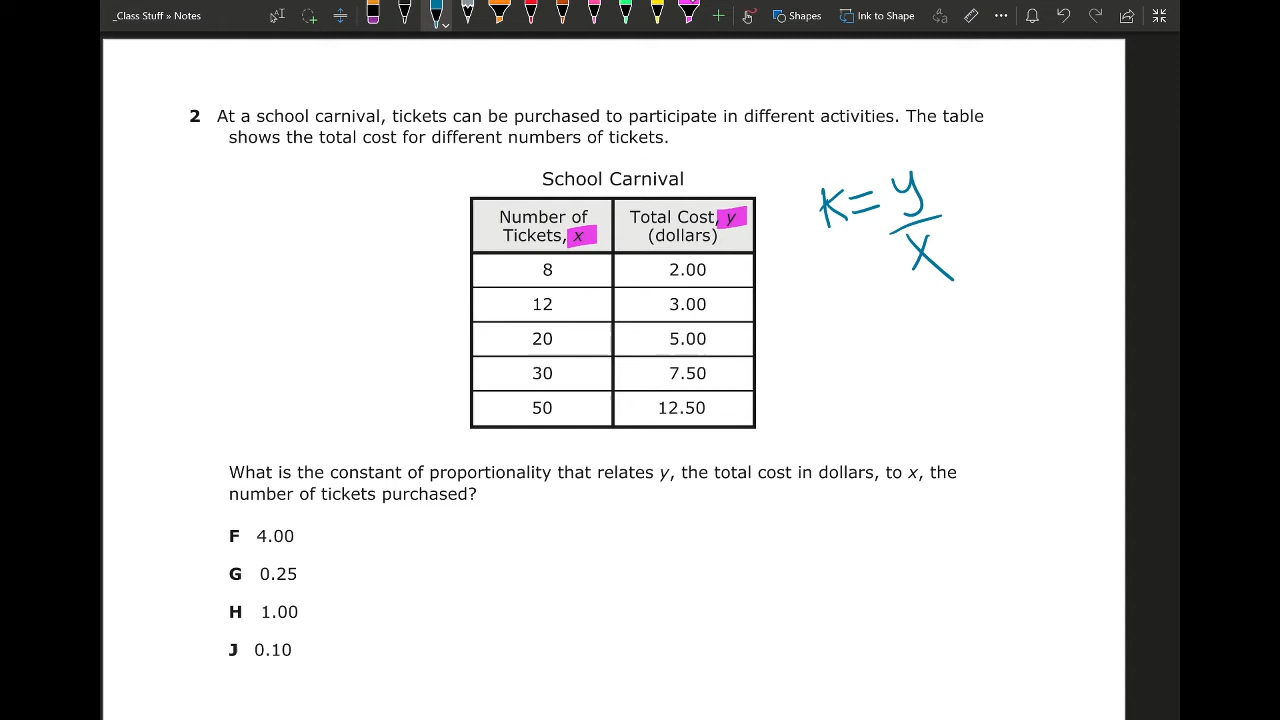 _Class Stuff » Notes
Shapes
Ink to Shape
2 At a school carnival, tickets can be purchased to participate in different activities. The table
shows the total cost for different numbers of tickets.
School Carnival
Number of Tickets, x Total Cost, y (dollars)
8 2.00
12 3.00
20 5.00
30 7.50
50 12.50
K = y/x
What is the constant of proportionality that relates y, the total cost in dollars, to x, the
number of tickets purchased?
F 4.00
G 0.25
H 1.00
J 0.10